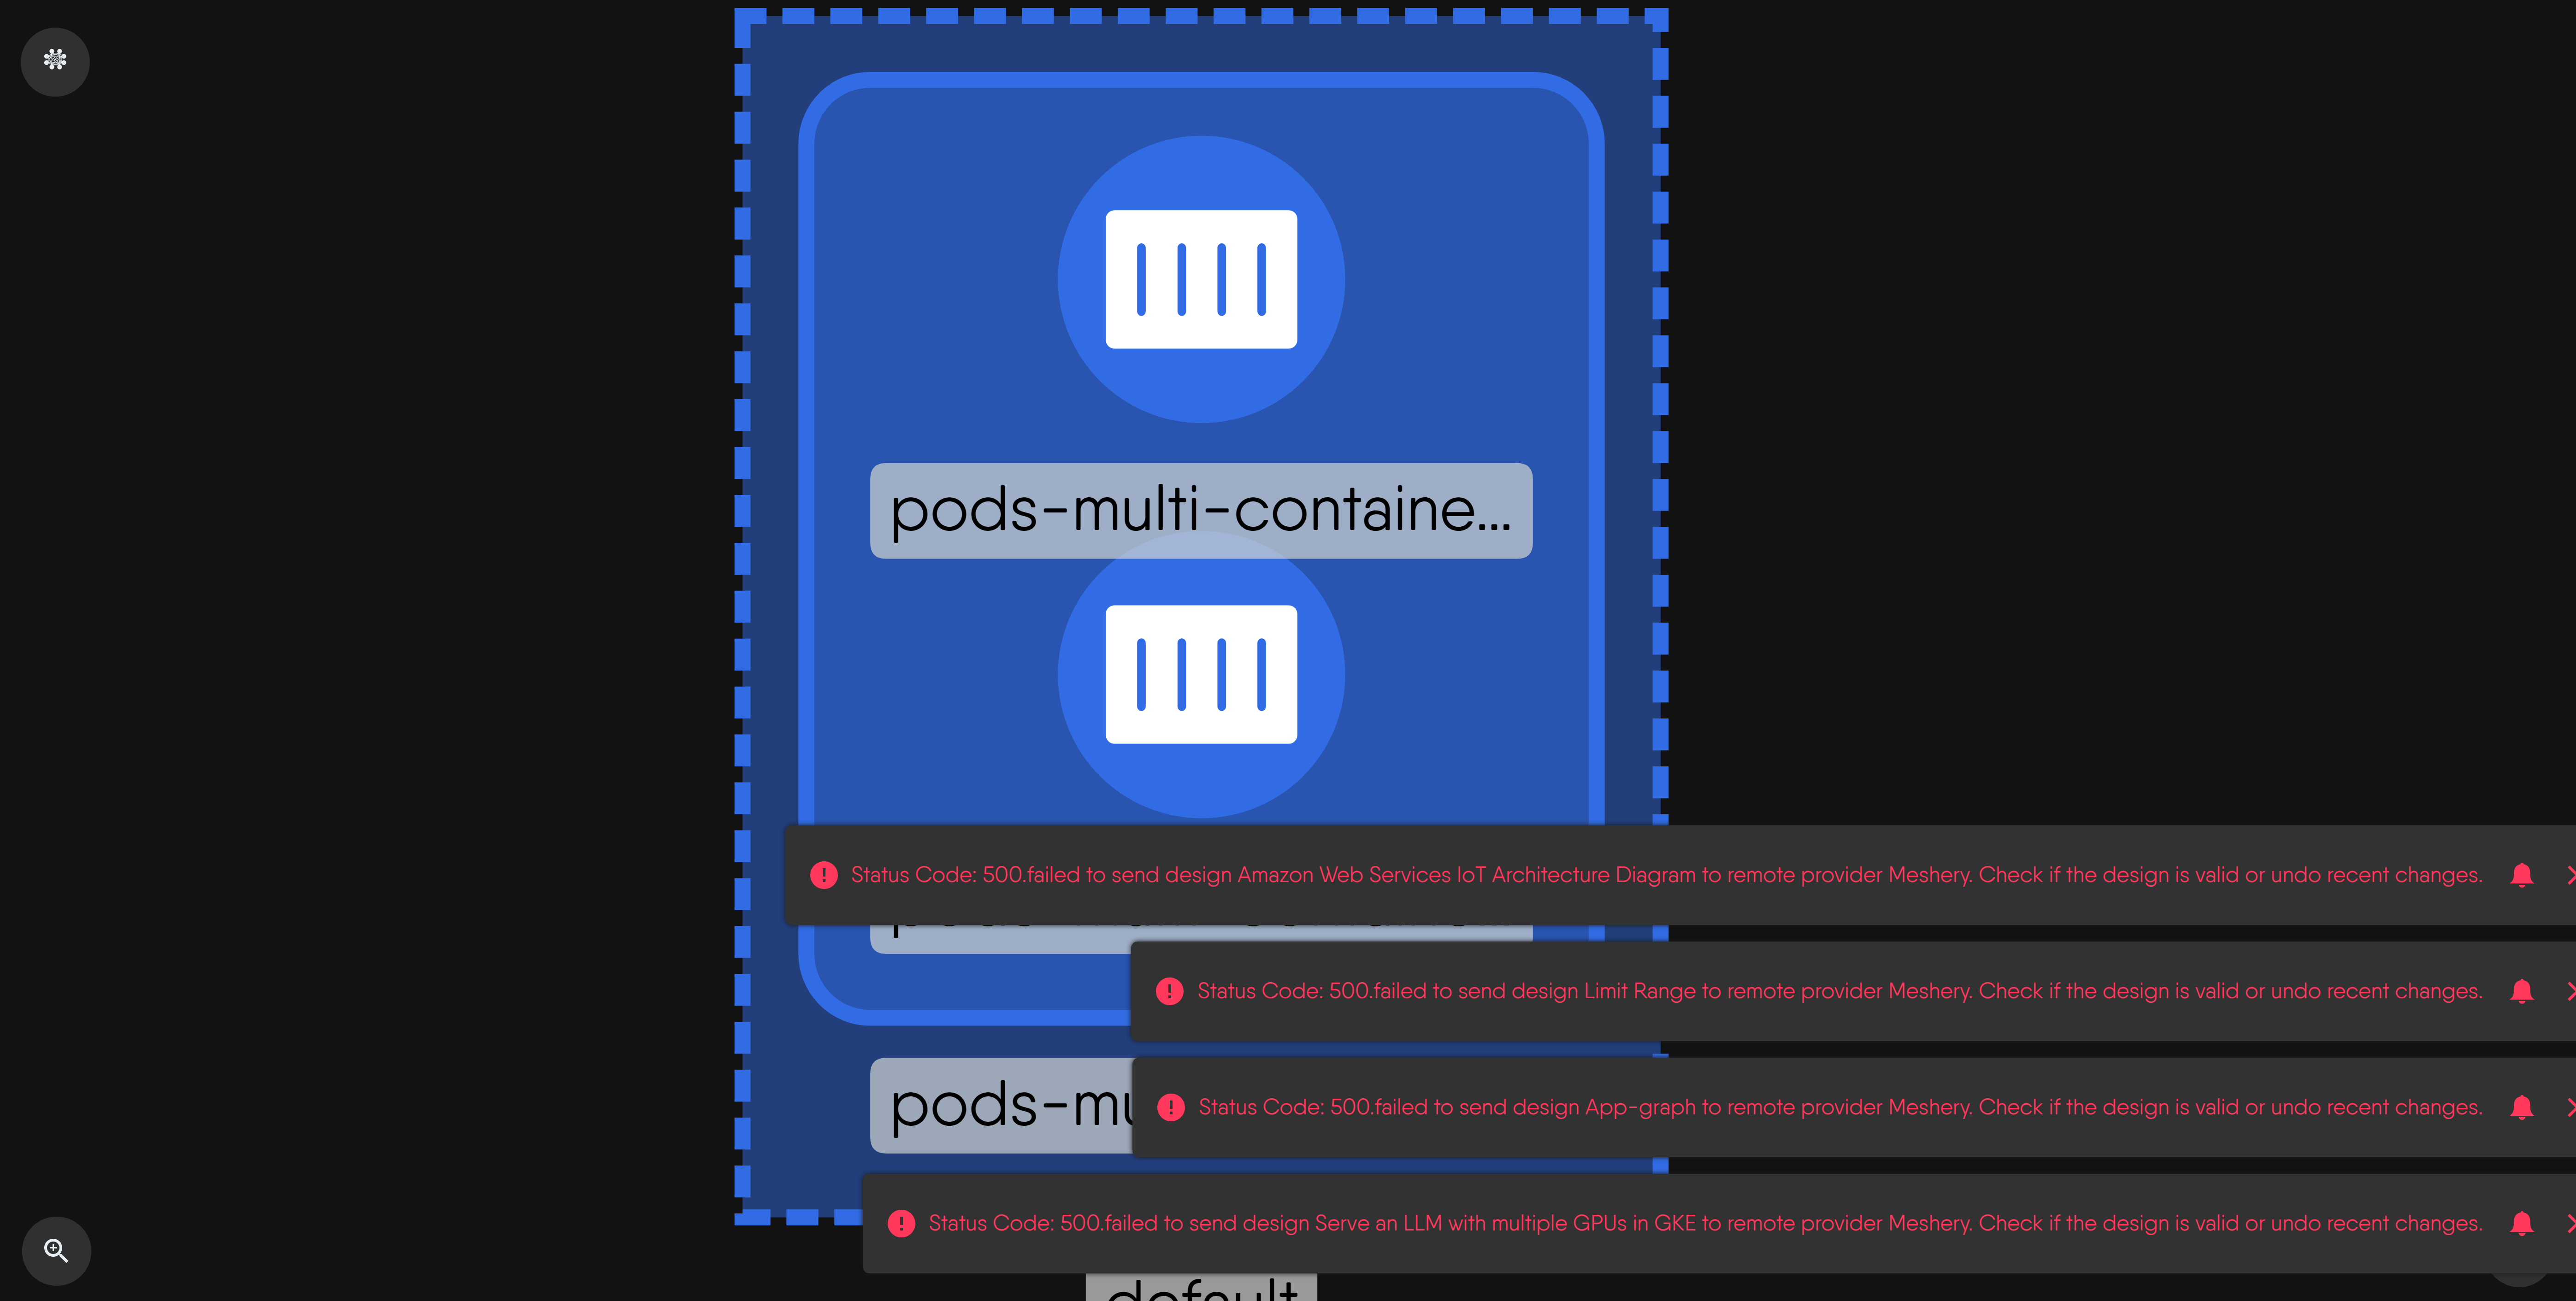 pods-multi-containe...
Status Code: 500.failed to send design Amazon Web Services IoT Architecture Diagram to remote provider Meshery. Check if the design is valid or undo recent changes.
Status Code: 500.failed to send design Limit Range to remote provider Meshery. Check if the design is valid or undo recent changes.
pods-mu
Status Code: 500.failed to send design App-graph to remote provider Meshery. Check if the design is valid or undo recent changes.
Status Code: 500.failed to send design Serve an LLM with multiple GPUs in GKE to remote provider Meshery. Check if the design is valid or undo recent changes.
default